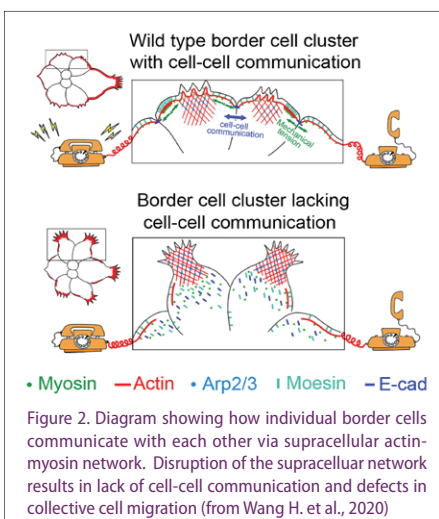 Wild type border cell cluster
with cell-cell communication
cell-cell
communication
Mechanical
tension
Border cell cluster lacking
cell-cell communication
• Myosin — Actin • Arp2/3 ı Moesin – E-cad
Figure 2. Diagram showing how individual border cells
communicate with each other via supracellular actin-
myosin network. Disruption of the supracelluar network
results in lack of cell-cell communication and defects in
collective cell migration (from Wang H. et al., 2020)